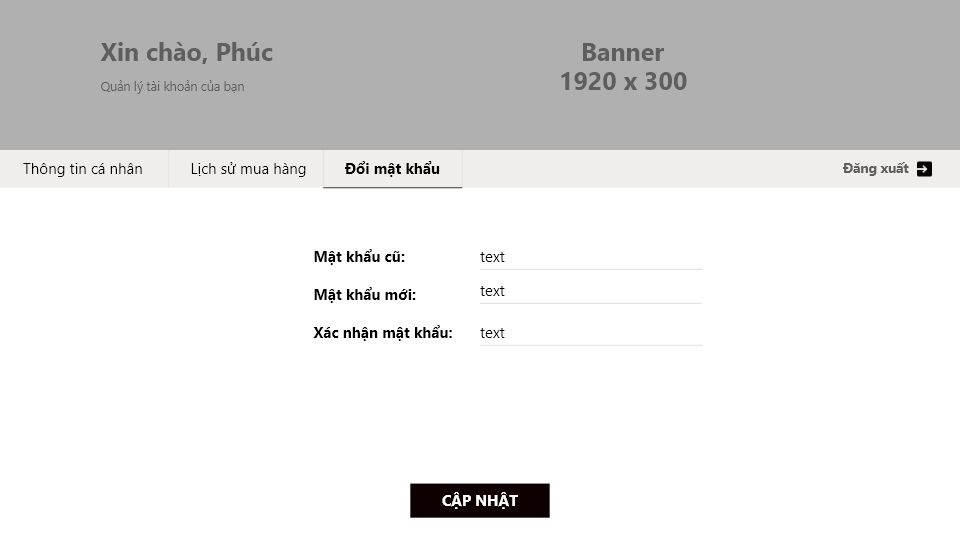 Xin chào, Phúc
Quản lý tài khoản của bạn
Banner
1920 x 300
Thông tin cá nhân
Lịch sử mua hàng
Đổi mật khẩu
Đăng xuất
Mật khẩu cũ:
text
Mật khẩu mới:
text
Xác nhận mật khẩu:
text
CẬP NHẬT